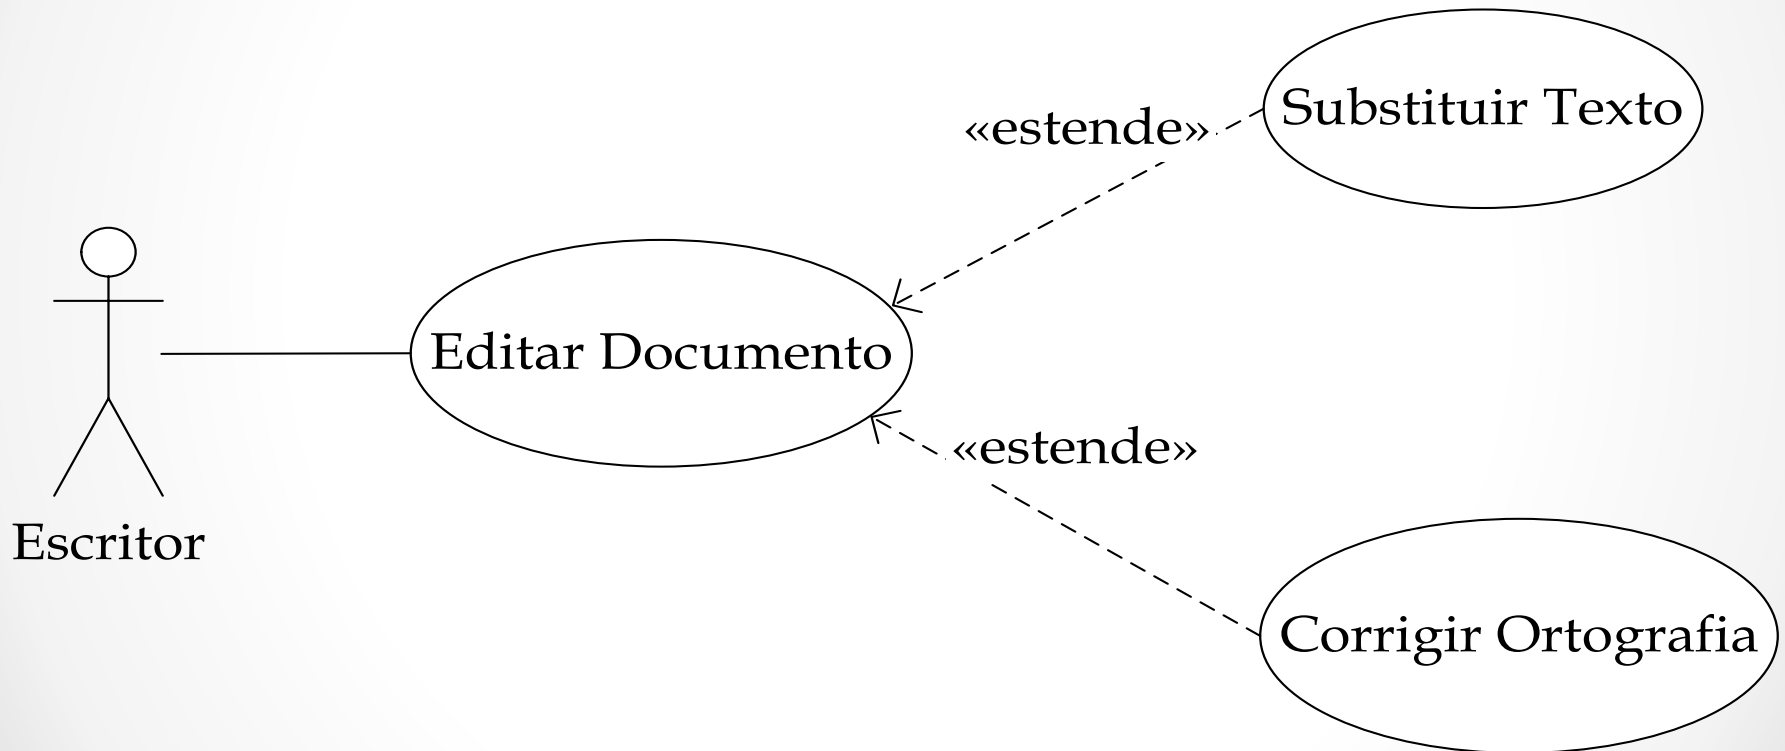 Substituir Texto
«estende»
Editar Documento
«estende»
Escritor
Corrigir Ortografia